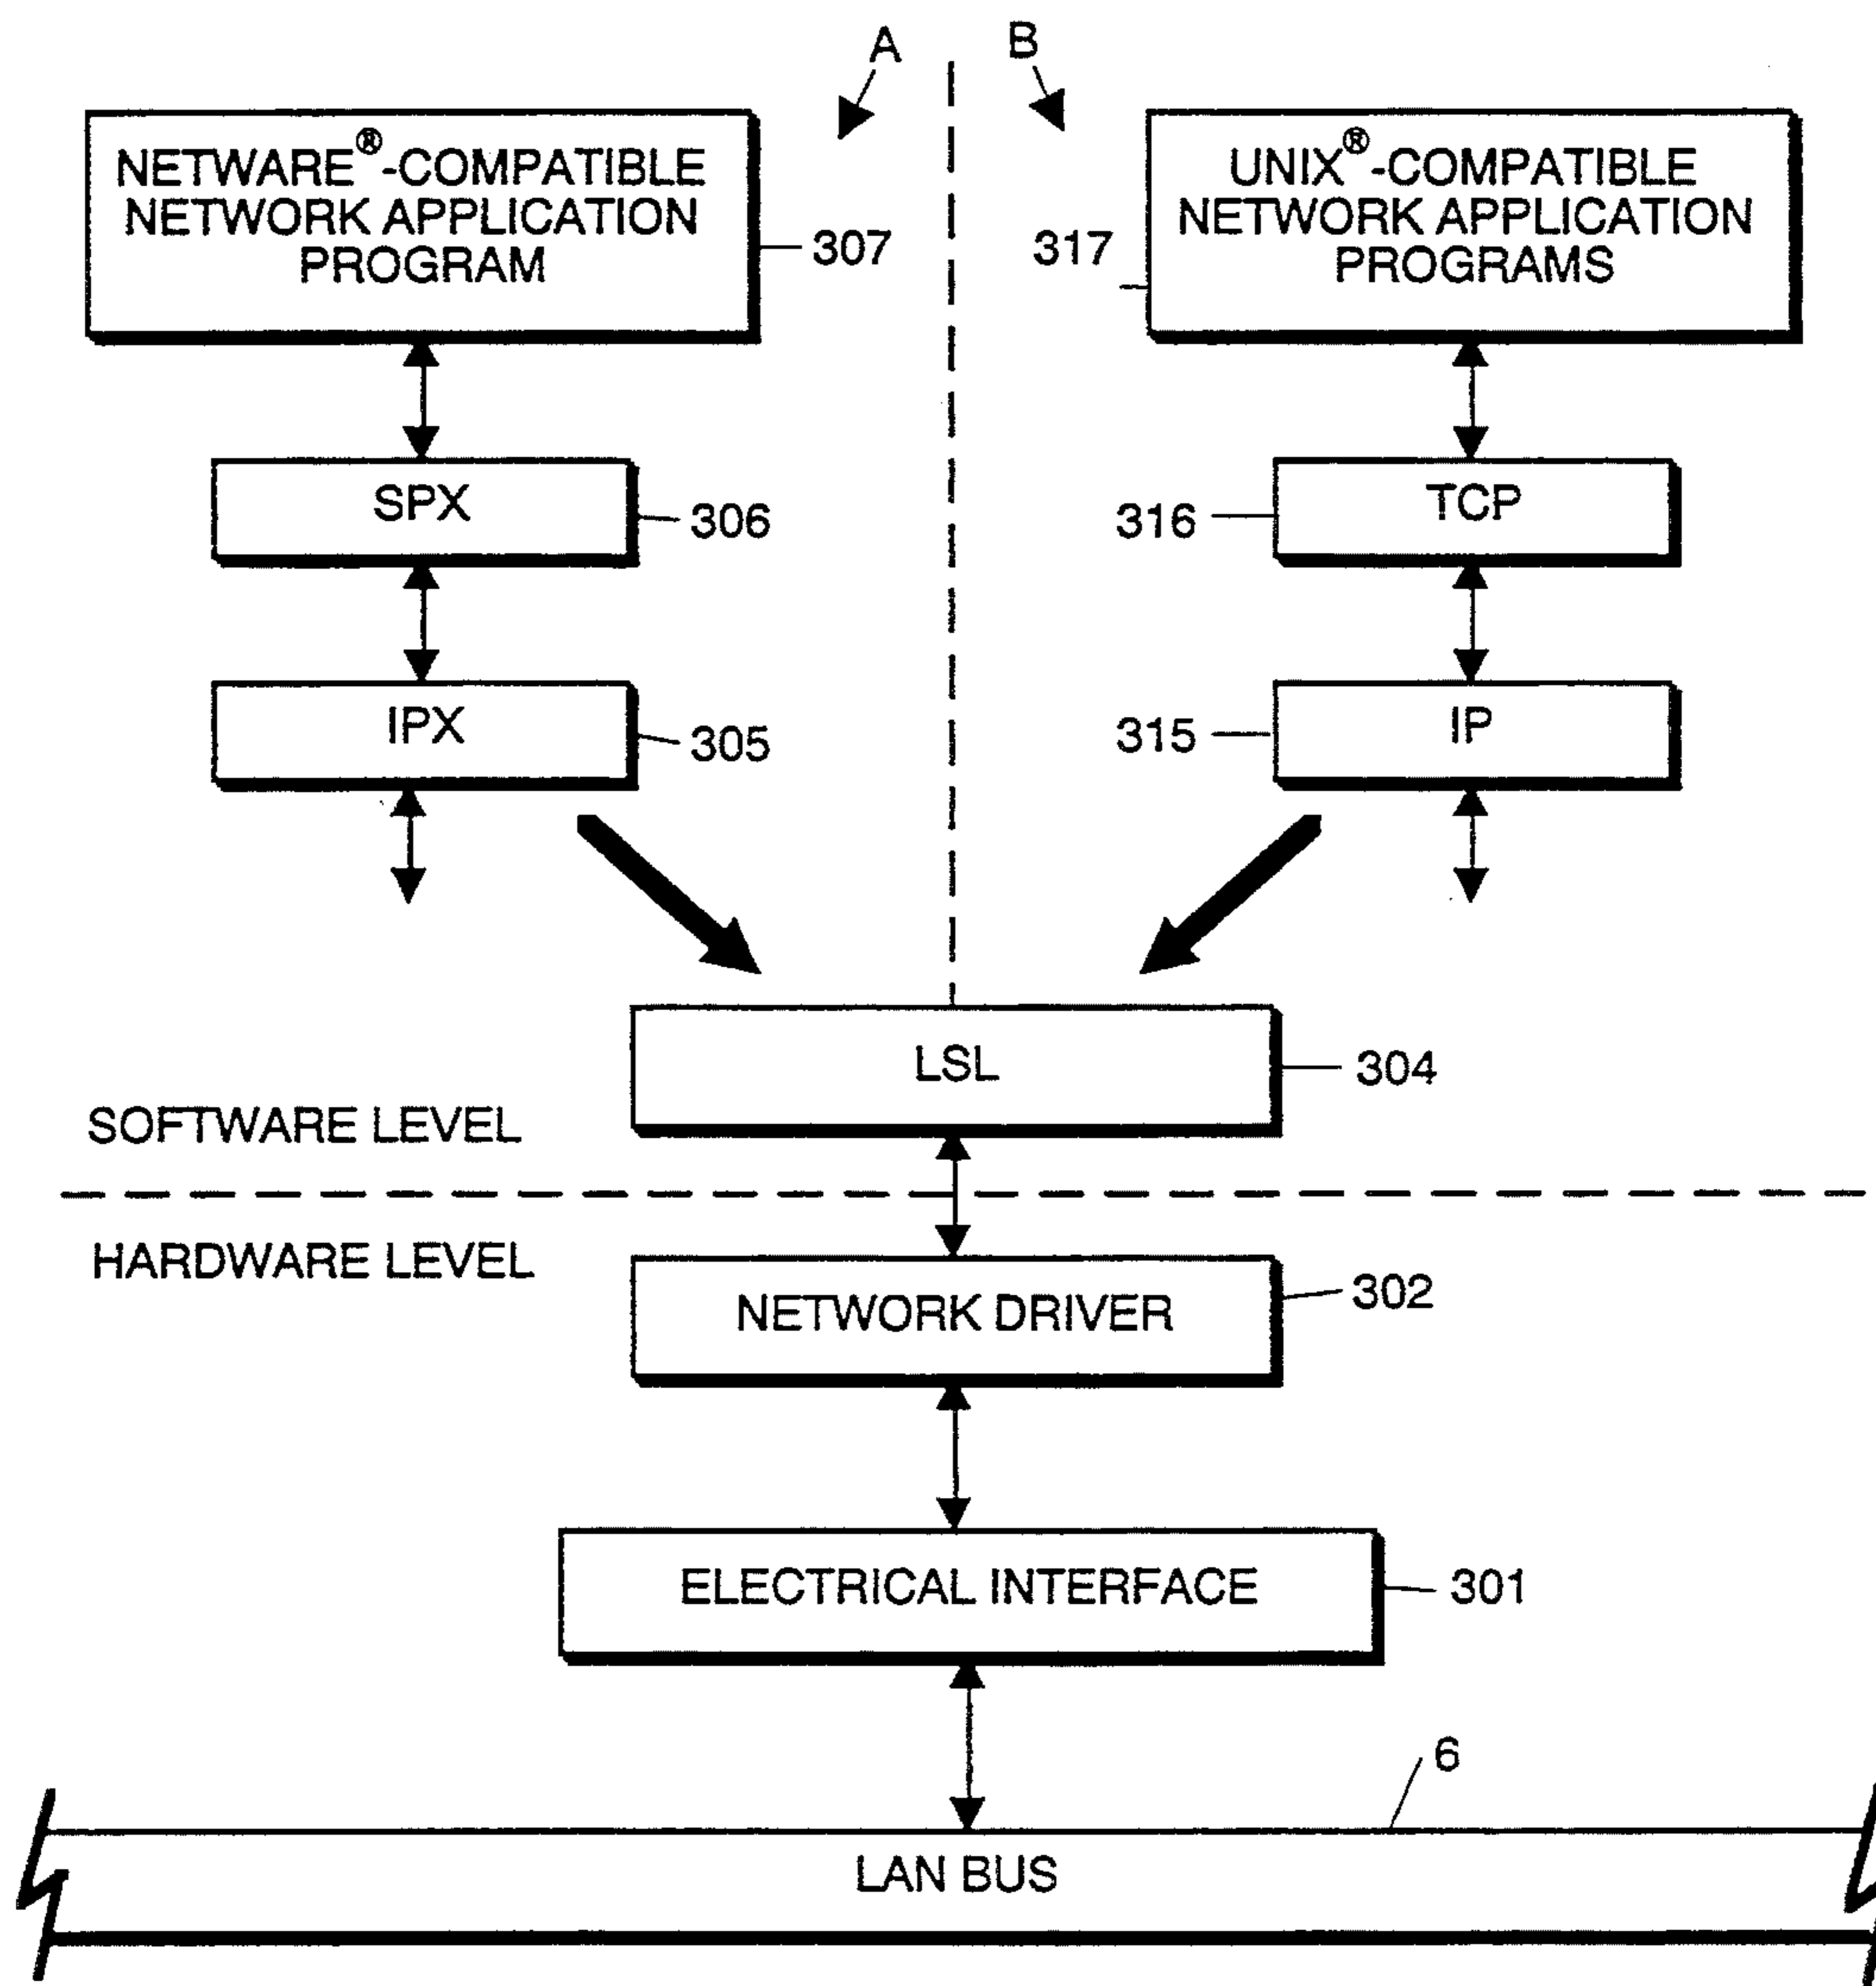 A
B
NETWARE®-COMPATIBLE
NETWORK APPLICATION
PROGRAM
307
317
UNIX®-COMPATIBLE
NETWORK APPLICATION
PROGRAMS
SPX
306
316
TCP
IPX
305
315
IP
LSL
304
SOFTWARE LEVEL
HARDWARE LEVEL
NETWORK DRIVER
302
ELECTRICAL INTERFACE
301
6
LAN BUS